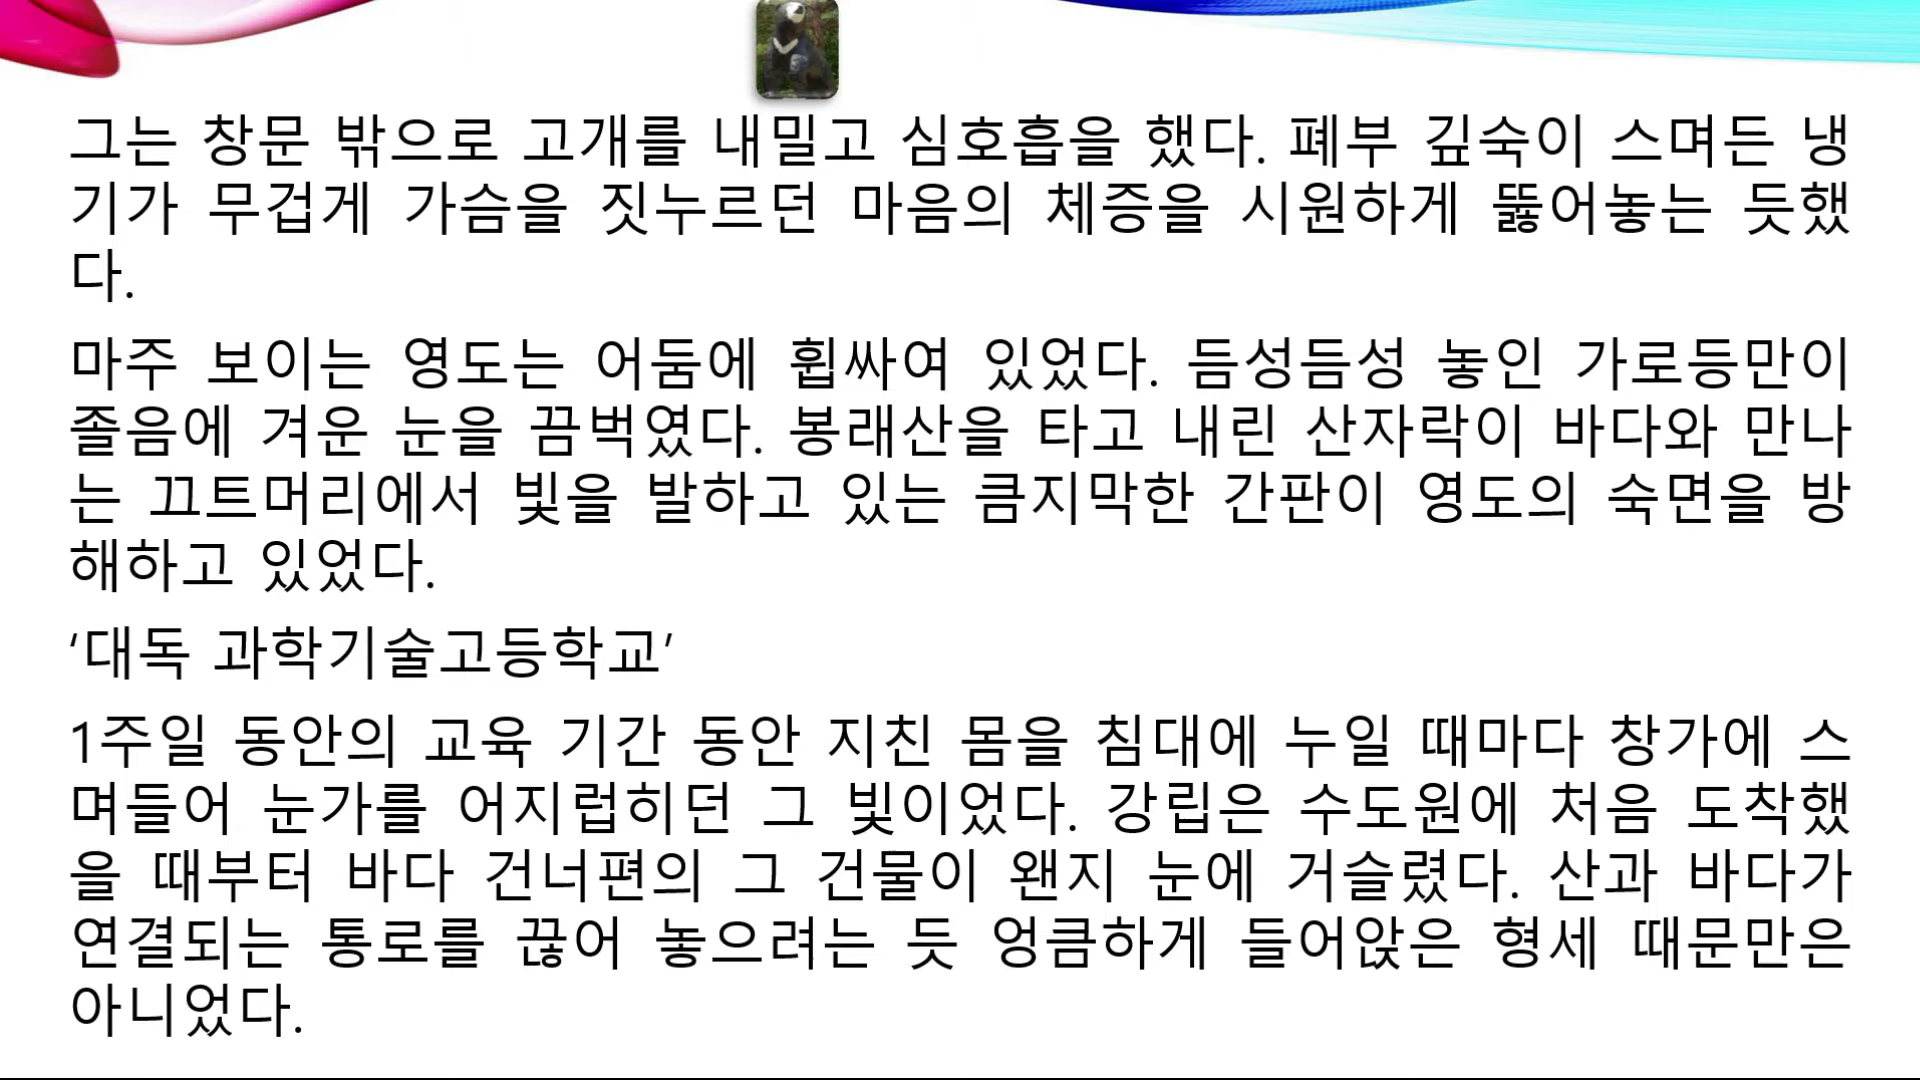 그는 창문 밖으로 고개를 내밀고 심호흡을 했다. 폐부 깊숙이 스며든 냉
기가 무겁게 가슴을 짓누르던 마음의 체증을 시원하게 뚫어놓는 듯했
다.
마주 보이는 영도는 어둠에 휩싸여 있었다. 듬성듬성 놓인 가로등만이
졸음에 겨운 눈을 끔벅였다. 봉래산을 타고 내린 산자락이 바다와 만나
는 끄트머리에서 빛을 발하고 있는 큼지막한 간판이 영도의 숙면을 방
해하고 있었다.
‘대독 과학기술고등학교’
1주일 동안의 교육 기간 동안 지친 몸을 침대에 누일 때마다 창가에 스
며들어 눈가를 어지럽히던 그 빛이었다. 강립은 수도원에 처음 도착했
을 때부터 바다 건너편의 그 건물이 왠지 눈에 거슬렸다. 산과 바다가
연결되는 통로를 끊어 놓으려는 듯 엉큼하게 들어앉은 형세 때문만은
아니었다.